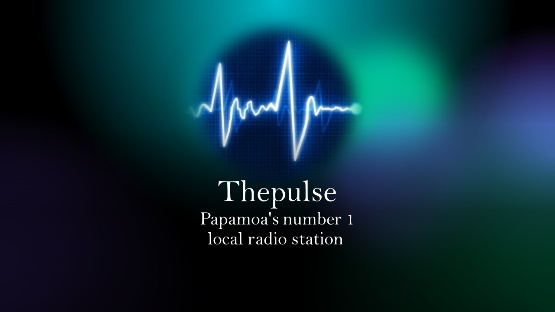 Thepulse
Papamoa's number 1
local radio station